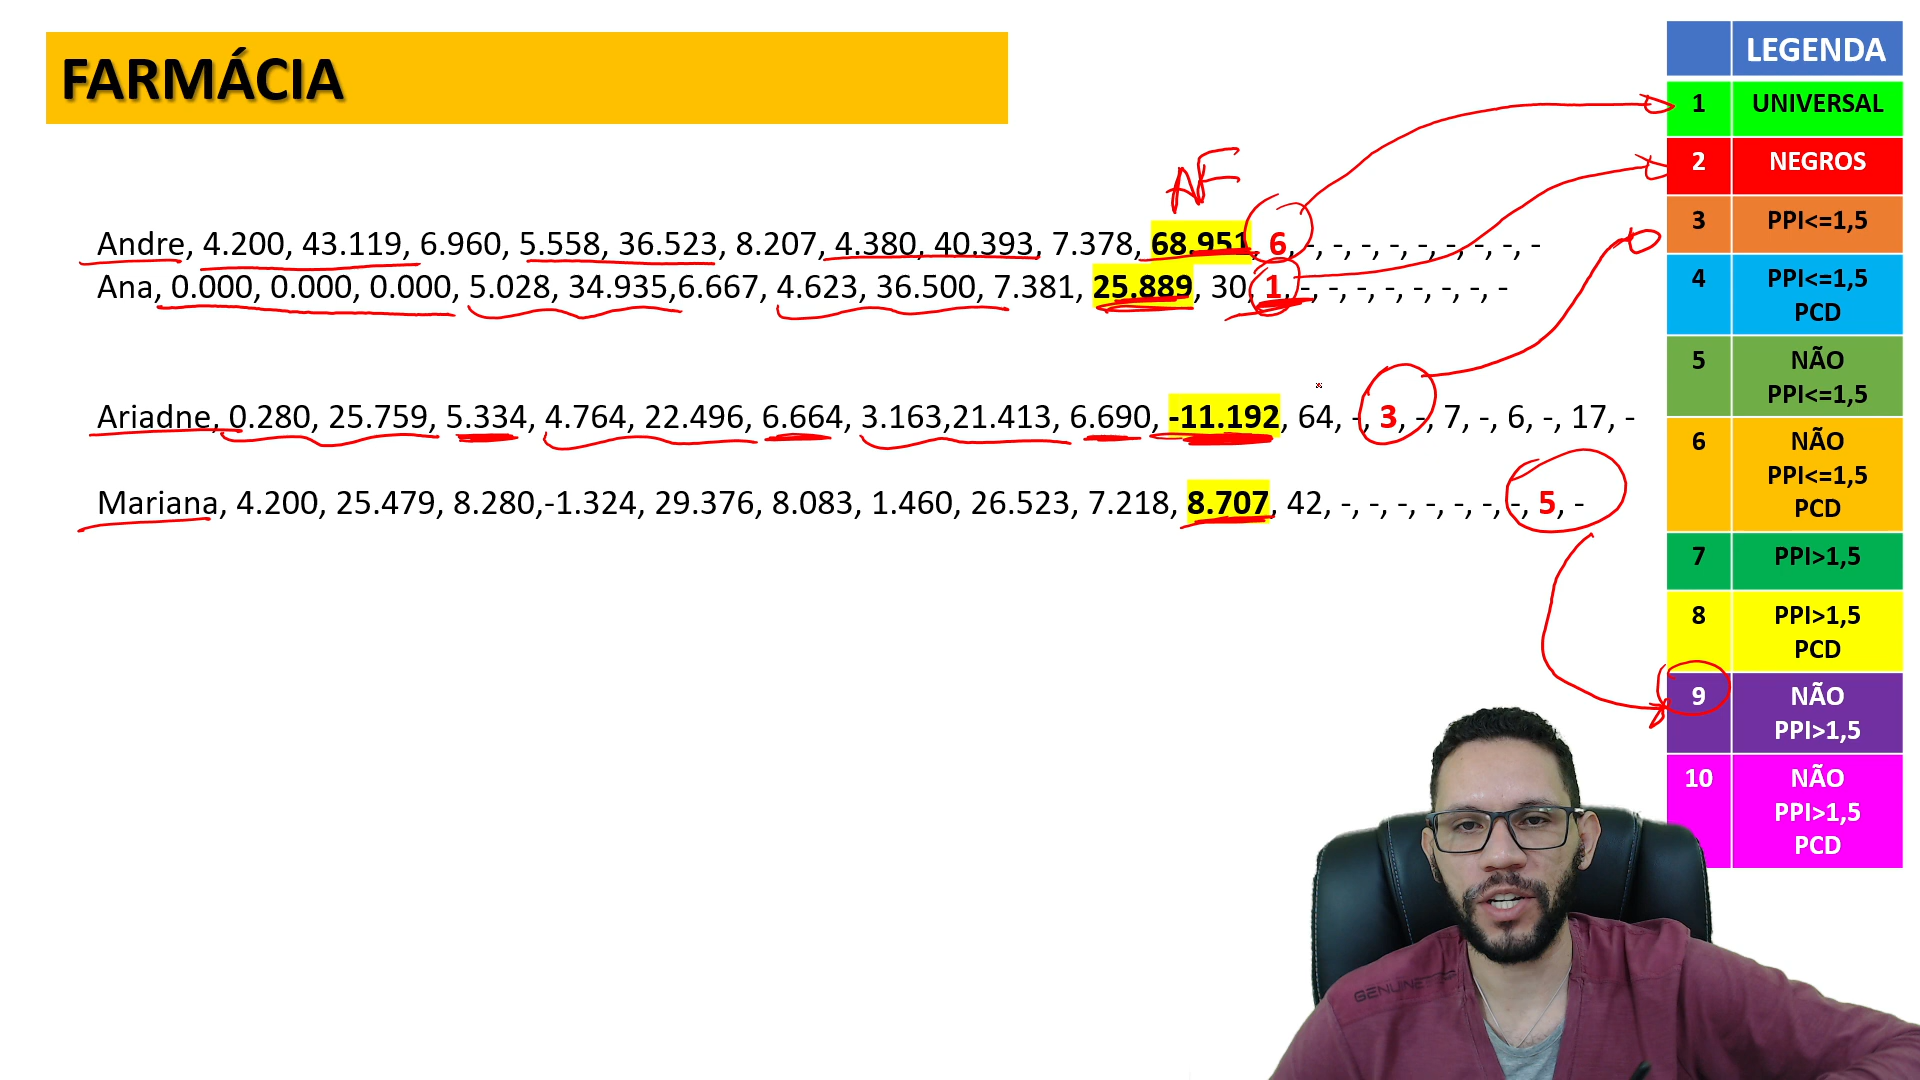 FARMÁCIA
AF
Andre, 4.200, 43.119, 6.960, 5.558, 36.523, 8.207, 4.380, 40.393, 7.378, 68.951, 6, -, -, -, -, -, -, -, -, -
Ana, 0.000, 0.000, 0.000, 5.028, 34.935,6.667, 4.623, 36.500, 7.381, 25.889, 30, 1, -, -, -, -, -, -, -, -
Ariadne, 0.280, 25.759, 5.334, 4.764, 22.496, 6.664, 3.163,21.413, 6.690, -11.192, 64, -, 3, -, 7, -, 6, -, 17, -
Mariana, 4.200, 25.479, 8.280,-1.324, 29.376, 8.083, 1.460, 26.523, 7.218, 8.707, 42, -, -, -, -, -, -, -, 5, -
LEGENDA
1 UNIVERSAL
2 NEGROS
3 PPI<=1,5
4 PPI<=1,5
PCD
5 NÃO
PPI<=1,5
6 NÃO
PPI<=1,5
PCD
7 PPI>1,5
8 PPI>1,5
PCD
9 NÃO
PPI>1,5
10 NÃO
PPI>1,5
PCD